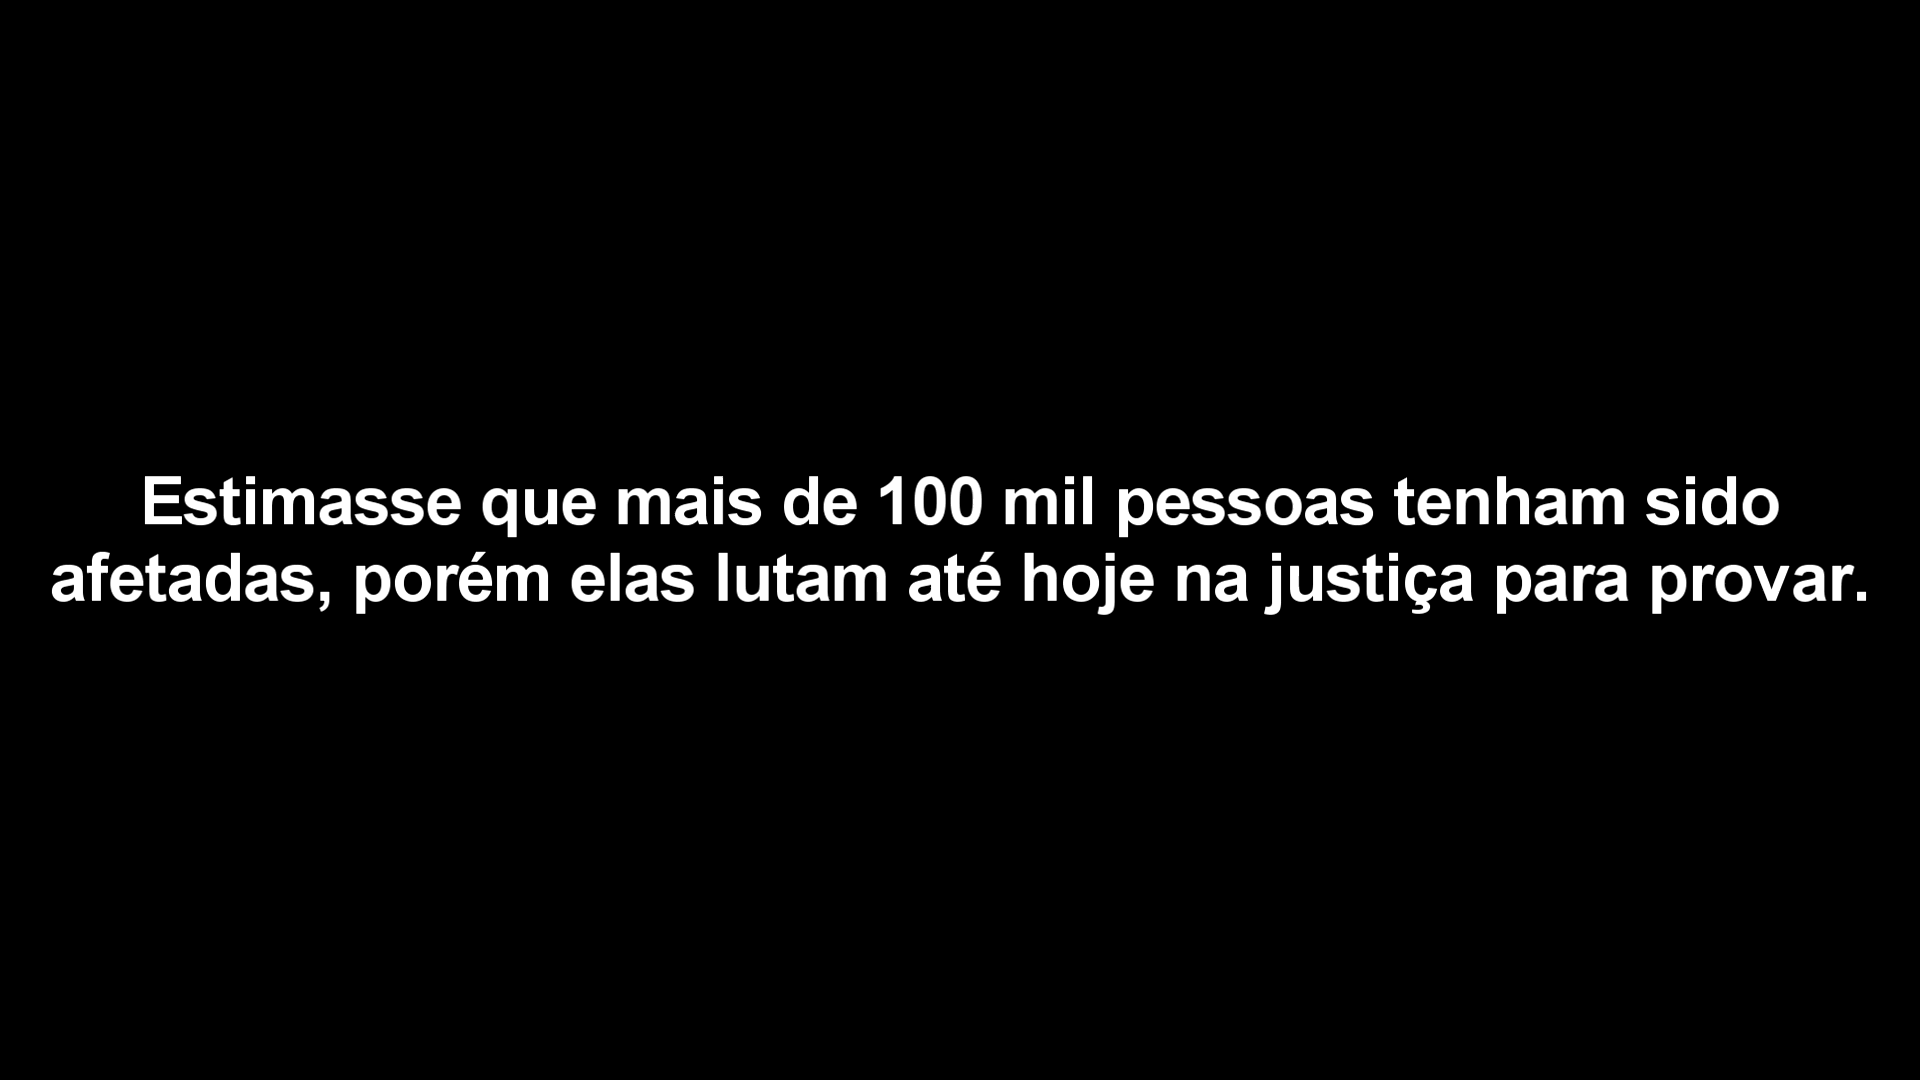 Estimasse que mais de 100 mil pessoas tenham sido
afetadas, porém elas lutam até hoje na justiça para provar.